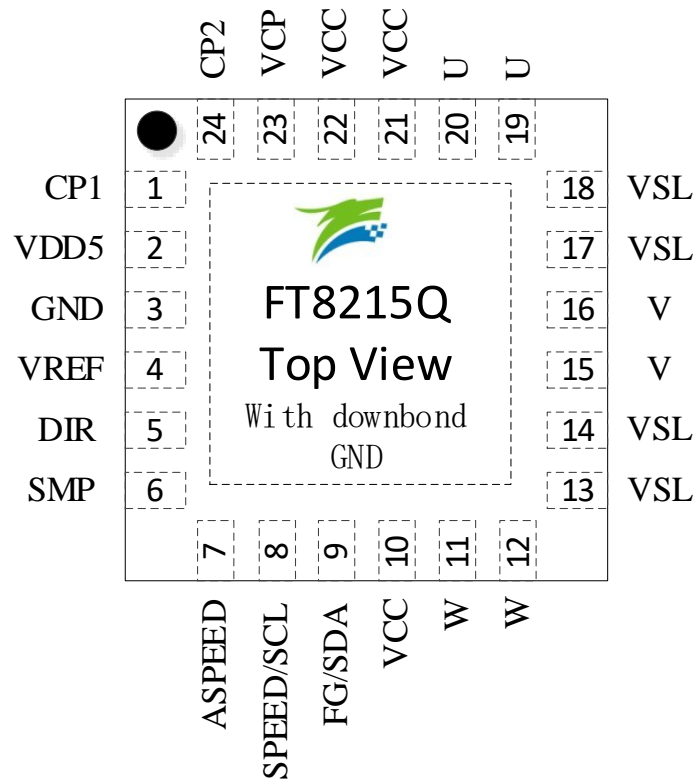 CP2 VCP VCC VCC U U
24 23 22 21 20 19
CP1 1 18 VSL
VDD5 2 17 VSL
GND 3 16 V
VREF 4 15 V
DIR 5 14 VSL
SMP 6 13 VSL
FT8215Q
Top View
With downbond
GND
7 8 9 10 11 12
ASPEED SPEED/SCL FG/SDA VCC W W